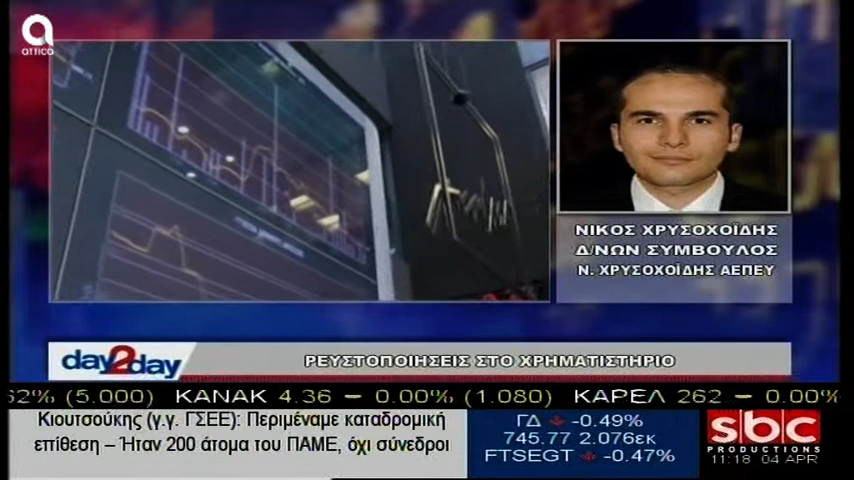 αttica
ΝΙΚΟΣ ΧΡΥΣΟΧΟΪΔΗΣ
Δ/ΝΩΝ ΣΥΜΒΟΥΛΟΣ
Ν. ΧΡΥΣΟΧΟΪΔΗΣ ΑΕΠΕΥ
day2day
ΡΕΥΣΤΟΠΟΙΗΣΕΙΣ ΣΤΟ ΧΡΗΜΑΤΙΣΤΗΡΙΟ
62% (5.000) ΚΑΝΑΚ 4.36 – 0.00% (1.080) ΚΑΡΕΛ 262 – 0.00%
Κιουτσούκης (γ.γ. ΓΣΕΕ): Περιμέναμε καταδρομική
επίθεση – Ήταν 200 άτομα του ΠΑΜΕ, όχι σύνεδροι
ΓΔ -0.49%
745.77 2.076εκ
FTSEGT -0.47%
sbc
PRODUCTIONS
11:18 04 APR